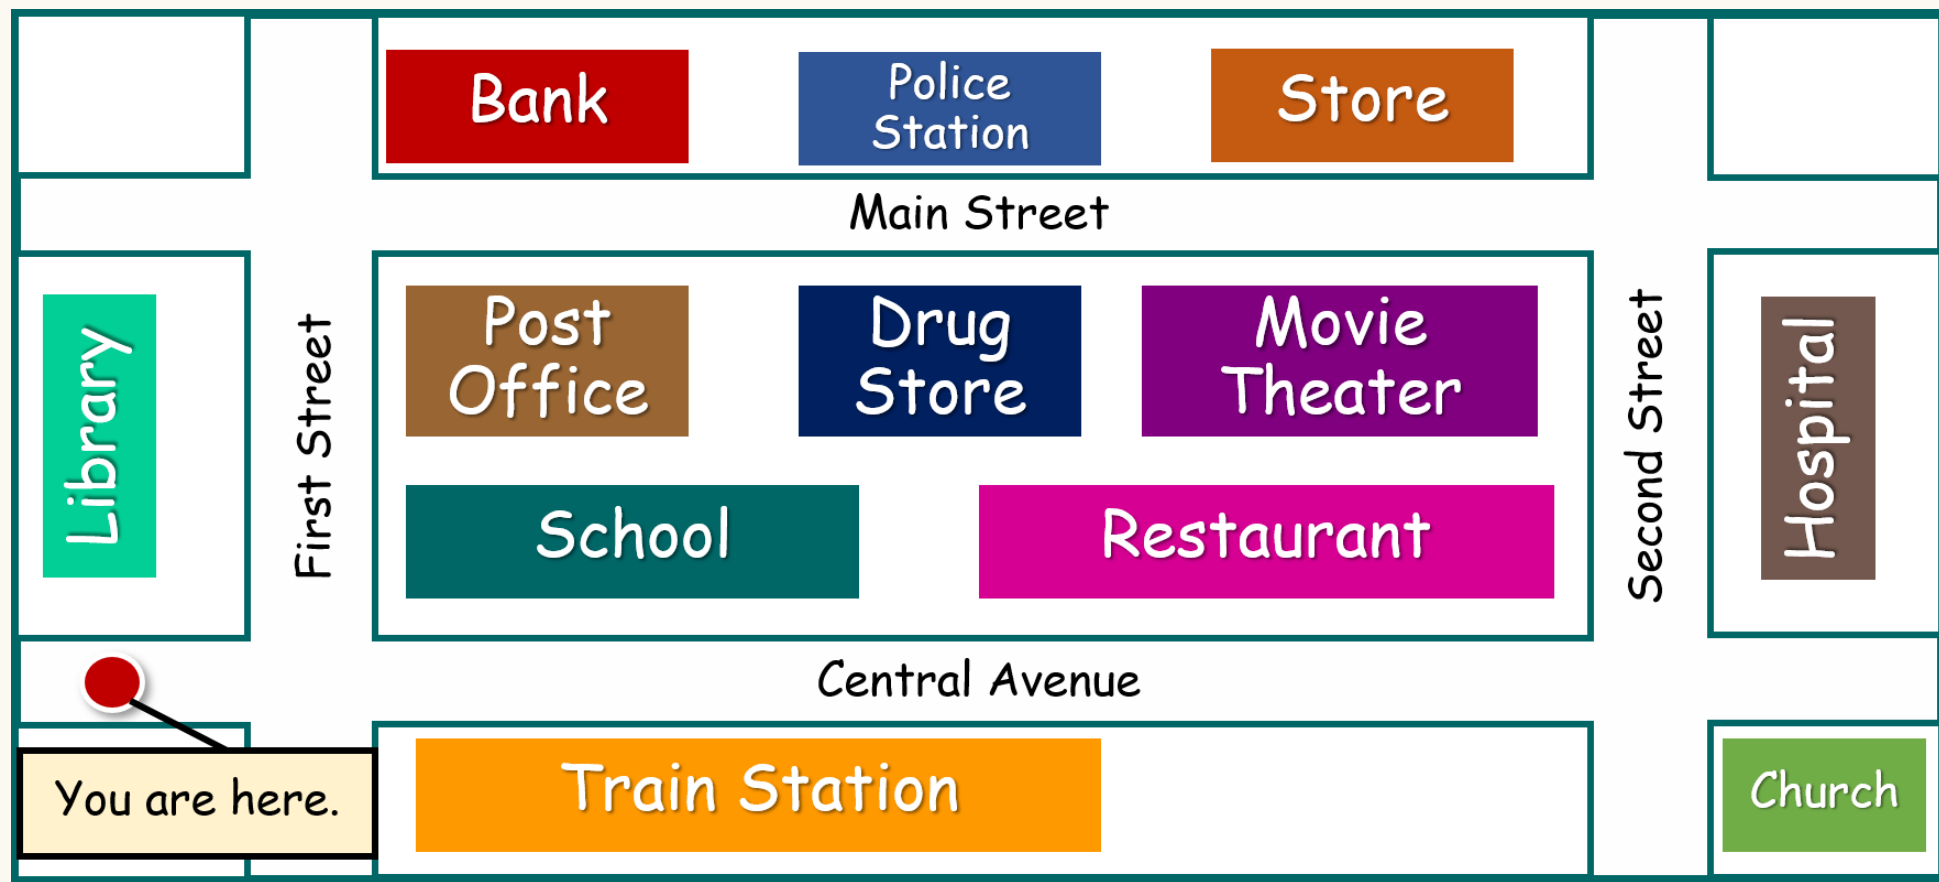 Bank
Police
Station
Store
Main Street
Library
First Street
Post
Office
Drug
Store
Movie
Theater
Second Street
Hospital
School
Restaurant
Central Avenue
You are here.
Train Station
Church